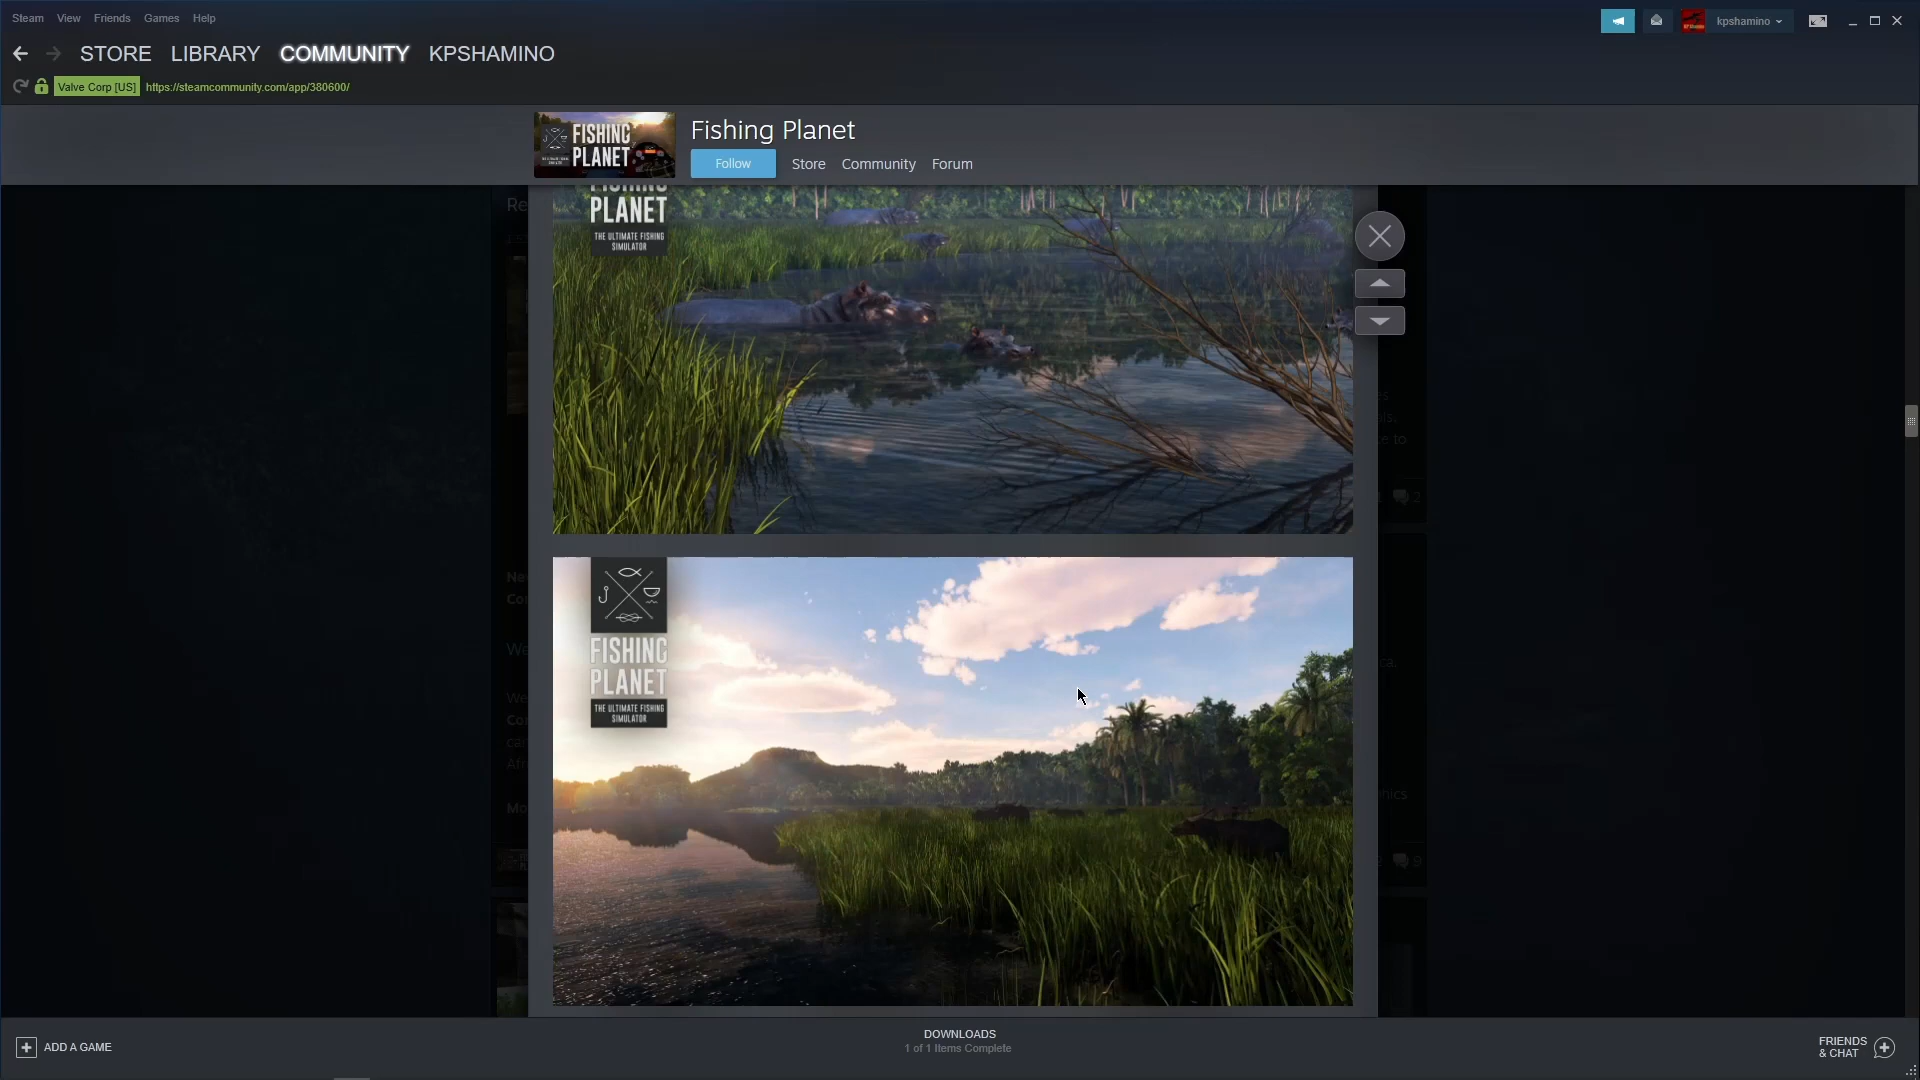 Steam View Friends Games Help
kpshamino
STORE LIBRARY COMMUNITY KPSHAMINO
Valve Corp [US] https://steamcommunity.com/app/380600/
FISHING
PLANET
Fishing Planet
Follow Store Community Forum
FISHING
PLANET
THE ULTIMATE FISHING
SIMULATOR
FISHING
PLANET
THE ULTIMATE FISHING
SIMULATOR
ADD A GAME
DOWNLOADS
1 of 1 Items Complete
FRIENDS
& CHAT